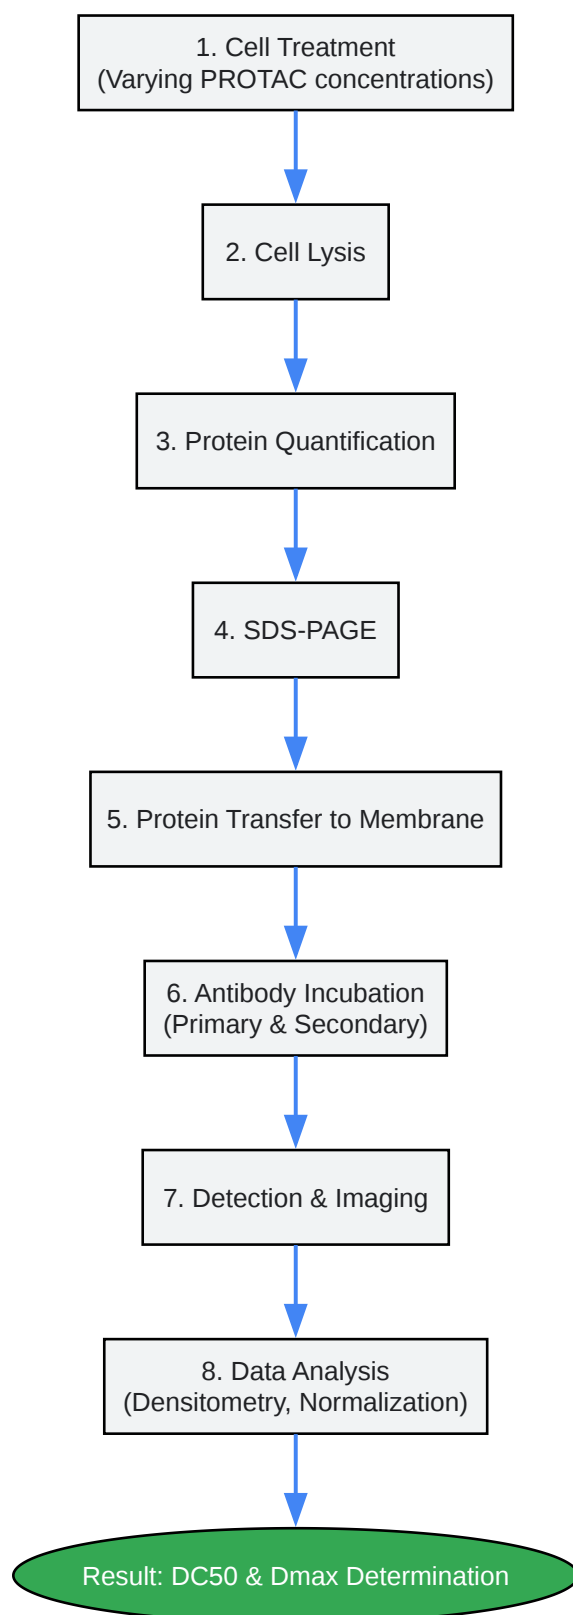 1. Cell Treatment
(Varying PROTAC concentrations)
2. Cell Lysis
3. Protein Quantification
4. SDS-PAGE
5. Protein Transfer to Membrane
6. Antibody Incubation
(Primary & Secondary)
7. Detection & Imaging
8. Data Analysis
(Densitometry, Normalization)
Result: DC50 & Dmax Determination